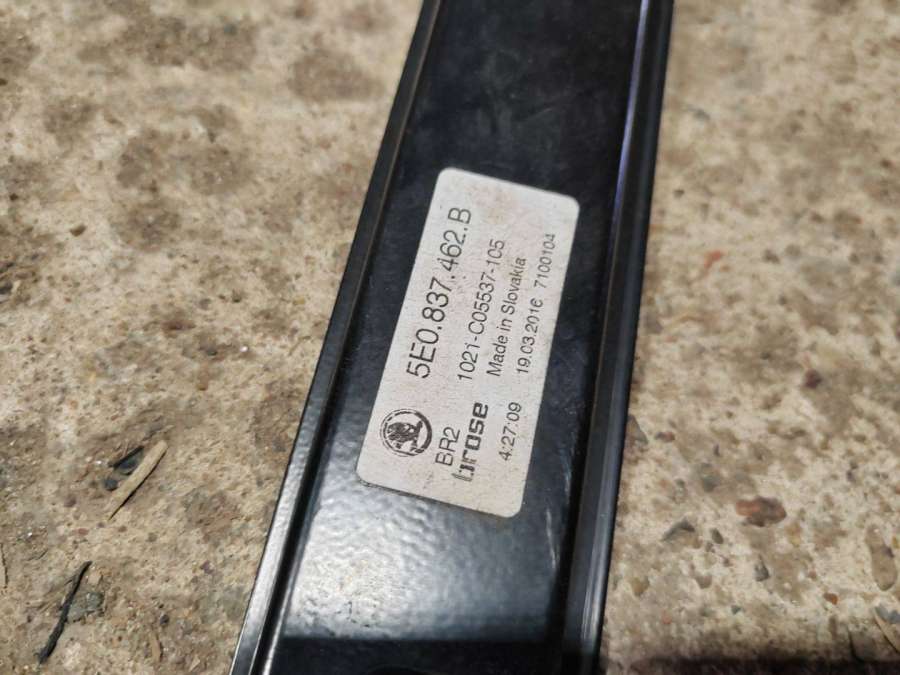 5E0.837.462.B
BR2 1021-C05537-105
brose Made in Slovakia
4:27:09 19.03.2016 7100104